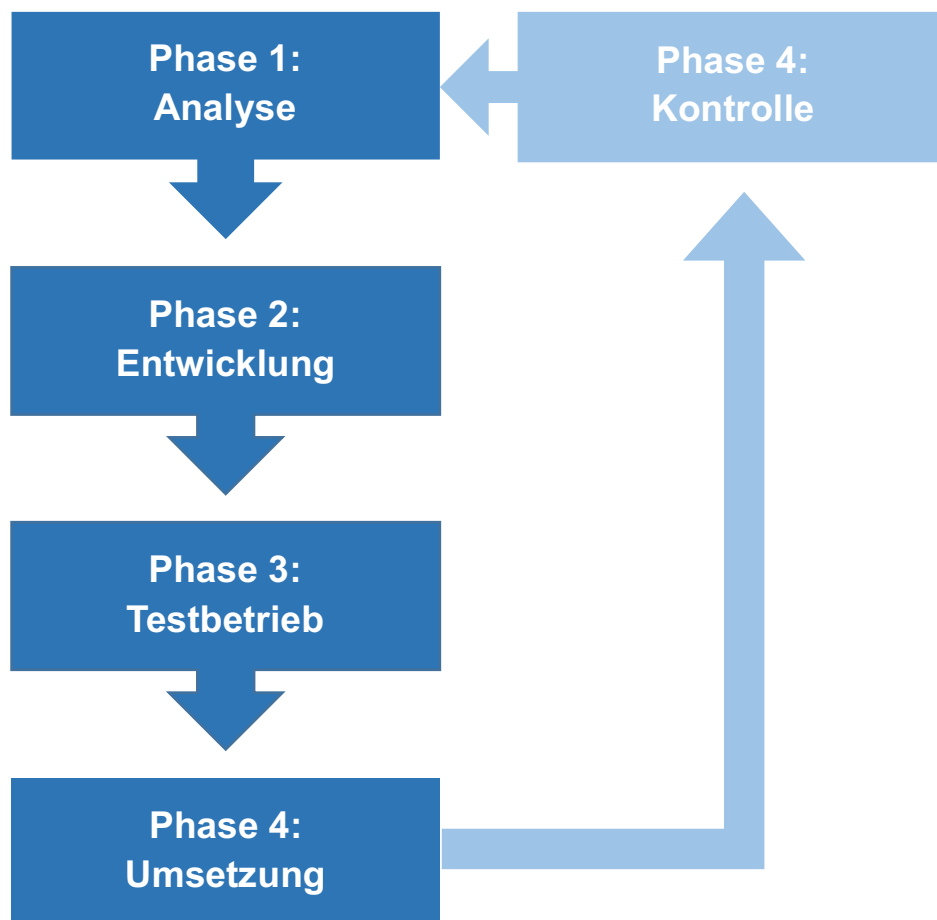 Phase 1:
Analyse
Phase 4:
Kontrolle
Phase 2:
Entwicklung
Phase 3:
Testbetrieb
Phase 4:
Umsetzung